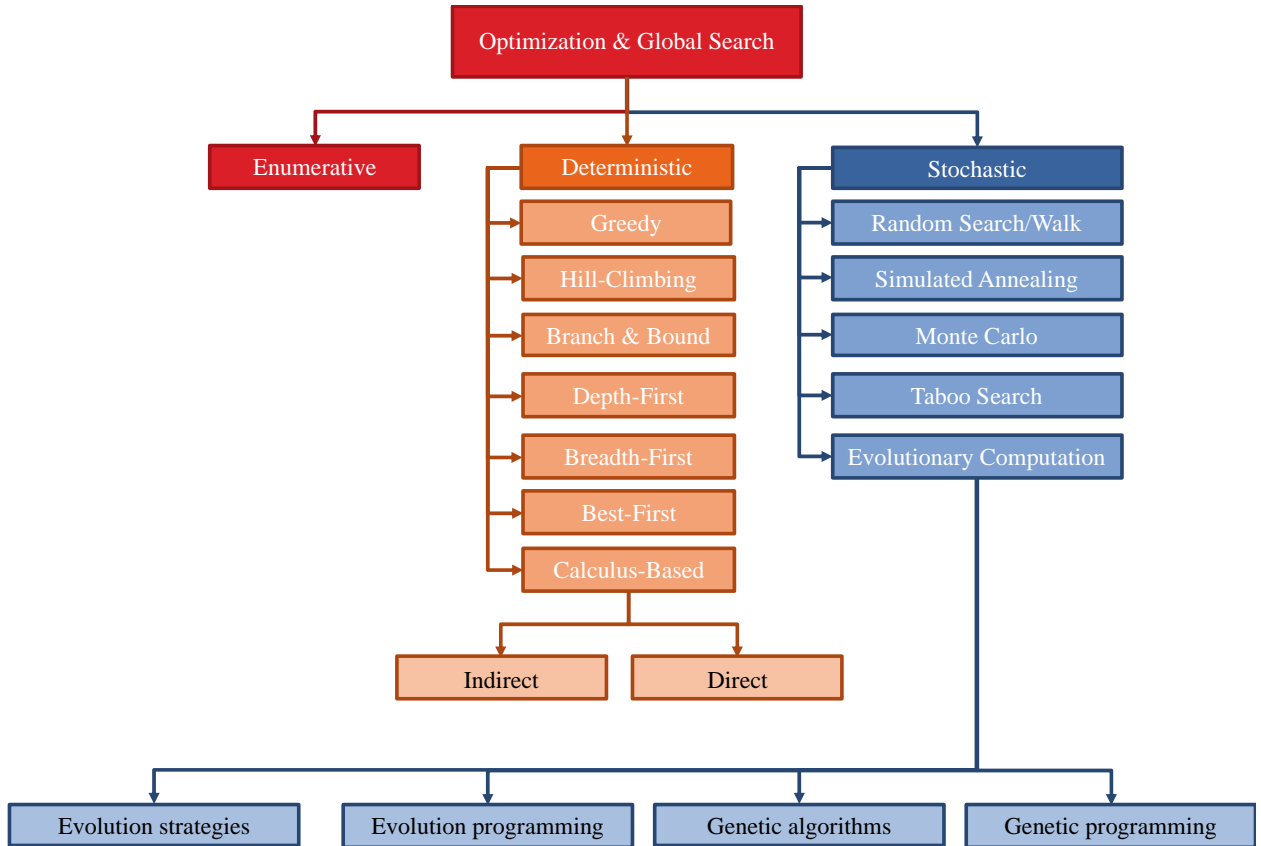 Optimization & Global Search
Enumerative
Deterministic
Stochastic
Greedy
Random Search/Walk
Hill-Climbing
Simulated Annealing
Branch & Bound
Monte Carlo
Depth-First
Taboo Search
Breadth-First
Evolutionary Computation
Best-First
Calculus-Based
Indirect
Direct
Evolution strategies
Evolution programming
Genetic algorithms
Genetic programming